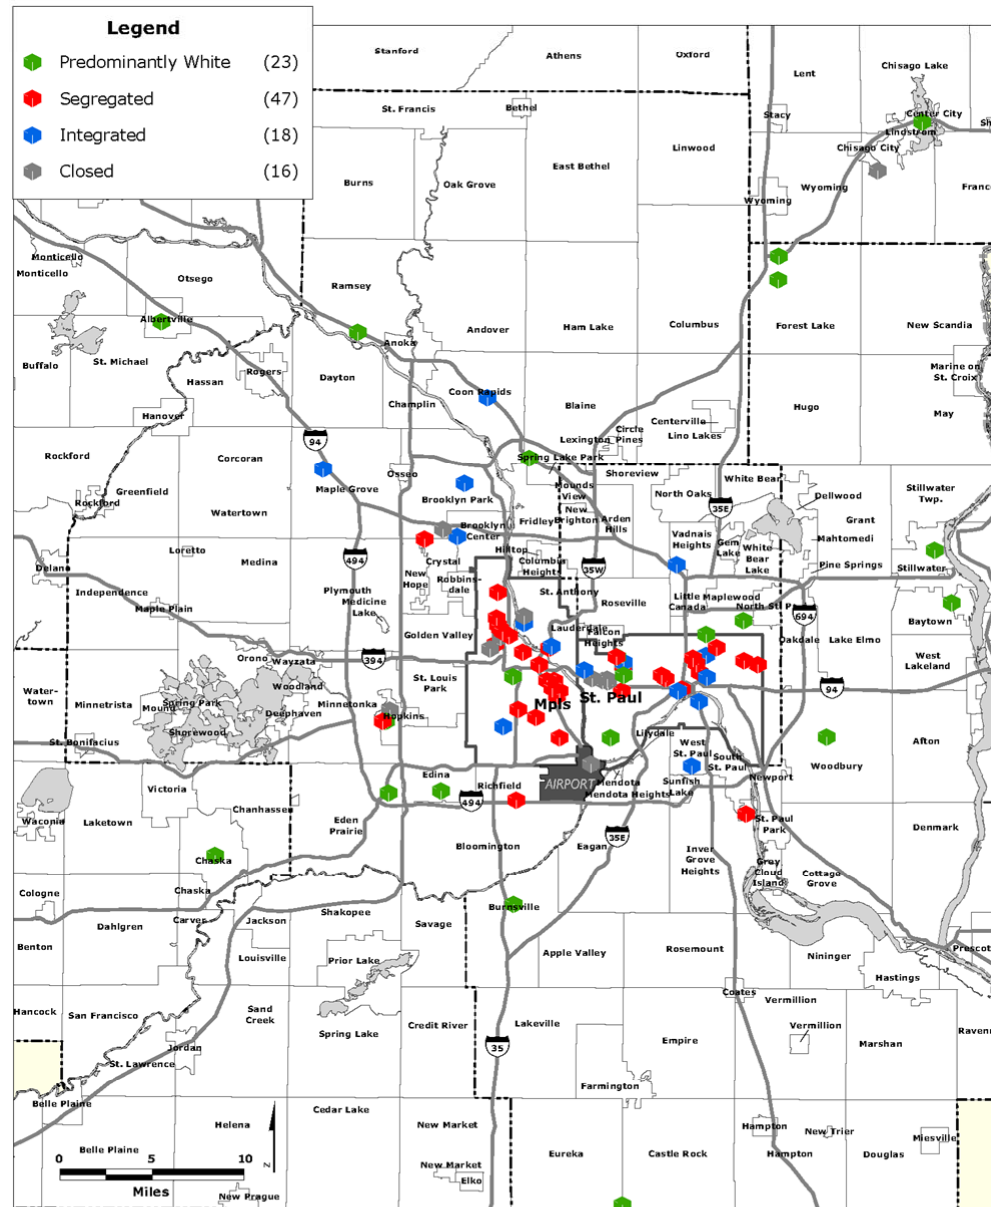 Legend
Predominantly White (23)
Segregated (47)
Integrated (18)
Closed (16)
Stanford
Athens
Oxford
Lent
Chisago Lake
St. Francis
Bethel
Stacy
Center City
Lindstrom
Chisago City
Linwood
East Bethel
Burns
Oak Grove
Wyoming
Wyoming
Franc
Monticello
Monticello
Otsego
Ramsey
Albertville
Anoka
Andover
Ham Lake
Columbus
Forest Lake
New Scandia
Buffalo
St. Michael
Hassan
Rogers
Dayton
Champlin
Coon Rapids
Blaine
Marine on
St. Croix
Hugo
May
Hanover
Centerville
Lino Lakes
Circle
Lexington Pines
94
Rockford
Corcoran
Osseo
Spring Lake Park
Shoreview
Mounds
View
New
Brighton
Arden
Hills
North Oaks
White Bear
Dellwood
Stillwater
Twp.
Rockford
Greenfield
Maple Grove
Brooklyn Park
35E
Grant
Watertown
Brooklyn
Center
Fridley
Vadnais
Heights
Gem
Lake
White
Bear
Lake
Mahtomedi
Loretto
Medina
Hilltop
Columbia
Heights
Crystal
New
Hope
Robbins-
dale
35W
Pine Springs
Stillwater
Delano
Independence
494
Plymouth
Medicine
Lake
St. Anthony
Roseville
Little
Canada
Maplewood
North St P
694
Baytown
Maple Plain
Golden Valley
Lauderdale
Falcon
Heights
Oakdale
Lake Elmo
West
Lakeland
Orono
Wayzata
394
Woodland
St. Louis
Park
Water-
town
Minnetrista
Mound
Spring Park
Deephaven
Minnetonka
Hopkins
Mpls
St. Paul
94
Shorewood
St. Bonifacius
Lilydale
West
St. Paul
South
St. Paul
Woodbury
Afton
Edina
Richfield
AIRPORT
Mendota
Mendota Heights
Sunfish
Lake
Newport
Victoria
Chanhassen
494
Waconia
Laketown
Eden
Prairie
35E
St. Paul
Park
Denmark
Bloomington
Eagan
Inver
Grove
Heights
Grey
Cloud
Island
Cottage
Grove
Chaska
Chaska
Cologne
Carver
Dahlgren
Jackson
Shakopee
Savage
Burnsville
Benton
Louisville
Prior Lake
Apple Valley
Rosemount
Nininger
Hastings
Prescot
Coates
Vermillion
Hancock
San Francisco
Sand
Creek
Spring Lake
Credit River
Lakeville
Empire
Vermillion
Marshan
Raven
Jordan
St. Lawrence
35
Farmington
Belle Plaine
Cedar Lake
Helena
New Market
Hampton
New Trier
Miesville
Belle Plaine
Eureka
Castle Rock
Hampton
Douglas
0 5 10
Miles
N
New Market
Elko
New Prague